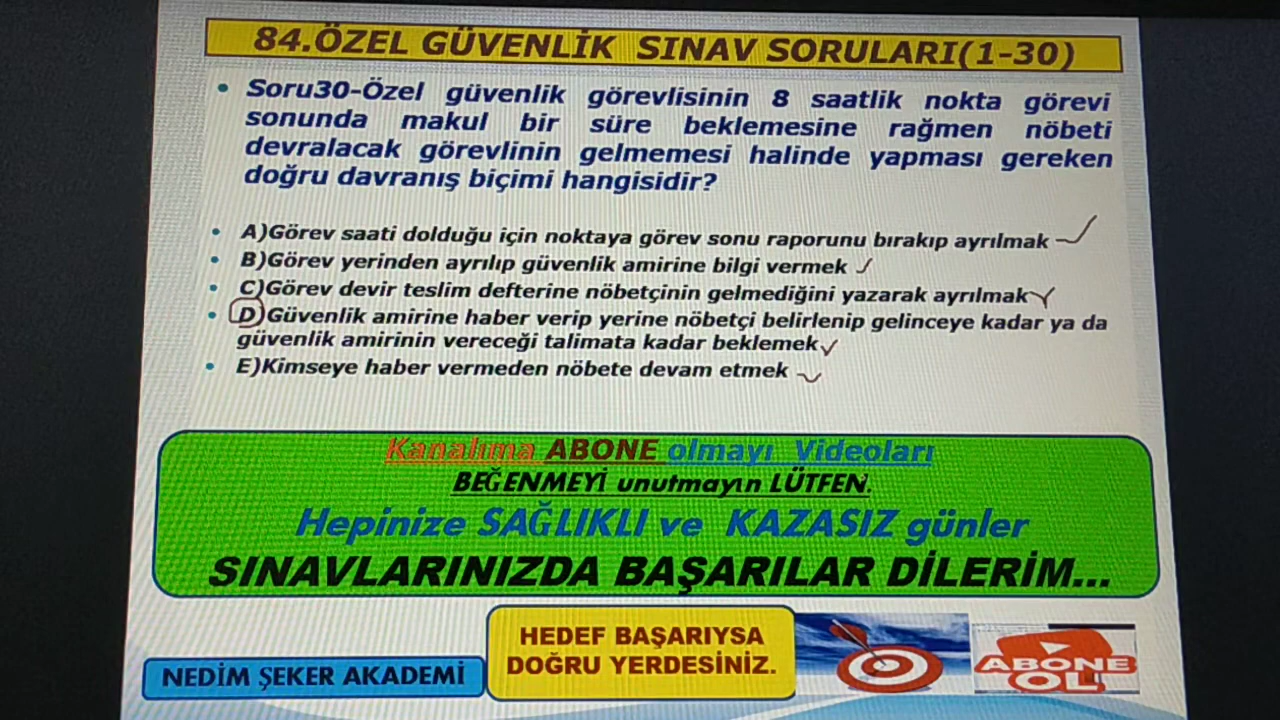 84.ÖZEL GÜVENLİK SINAV SORULARI(1-30)
• Soru30-Özel güvenlik görevlisinin 8 saatlik nokta görevi
sonunda makul bir süre beklemesine rağmen nöbeti
devralacak görevlinin gelmemesi halinde yapması gereken
doğru davranış biçimi hangisidir?
• A)Görev saati dolduğu için noktaya görev sonu raporunu bırakıp ayrılmak
• B)Görev yerinden ayrılıp güvenlik amirine bilgi vermek
• C)Görev devir teslim defterine nöbetçinin gelmediğini yazarak ayrılmak
• D)Güvenlik amirine haber verip yerine nöbetçi belirlenip gelinceye kadar ya da
güvenlik amirinin vereceği talimata kadar beklemek
• E)Kimseye haber vermeden nöbete devam etmek
Kanalıma ABONE olmayı Videoları
BEĞENMEYİ unutmayın LÜTFEN.
Hepinize SAĞLIKLI ve KAZASIZ günler
SINAVLARINIZDA BAŞARILAR DİLERİM...
HEDEF BAŞARIYSA
DOĞRU YERDESİNİZ.
NEDİM ŞEKER AKADEMİ
ABONE
OL!